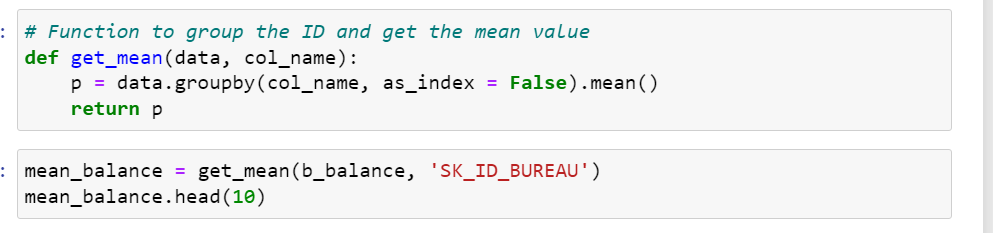 : # Function to group the ID and get the mean value
def get_mean(data, col_name):
    p = data.groupby(col_name, as_index = False).mean()
    return p
: mean_balance = get_mean(b_balance, 'SK_ID_BUREAU')
mean_balance.head(10)